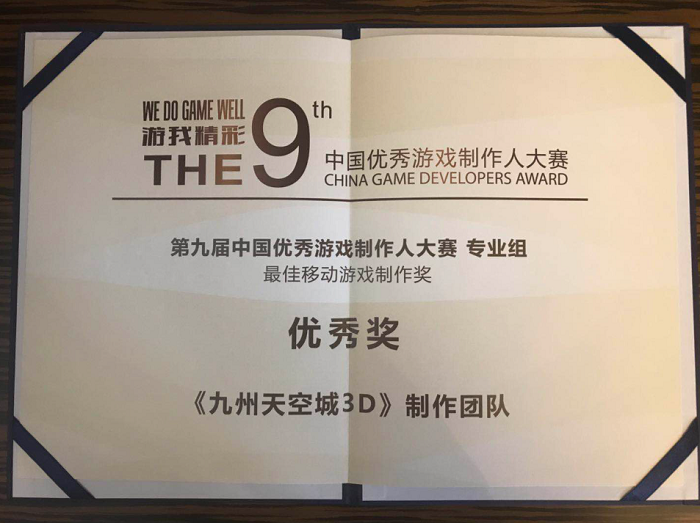 WE DO GAME WELL
游我精彩
THE 9th
中国优秀游戏制作人大赛
CHINA GAME DEVELOPERS AWARD
第九届中国优秀游戏制作人大赛 专业组
最佳移动游戏制作奖
优秀奖
《九州天空城3D》制作团队